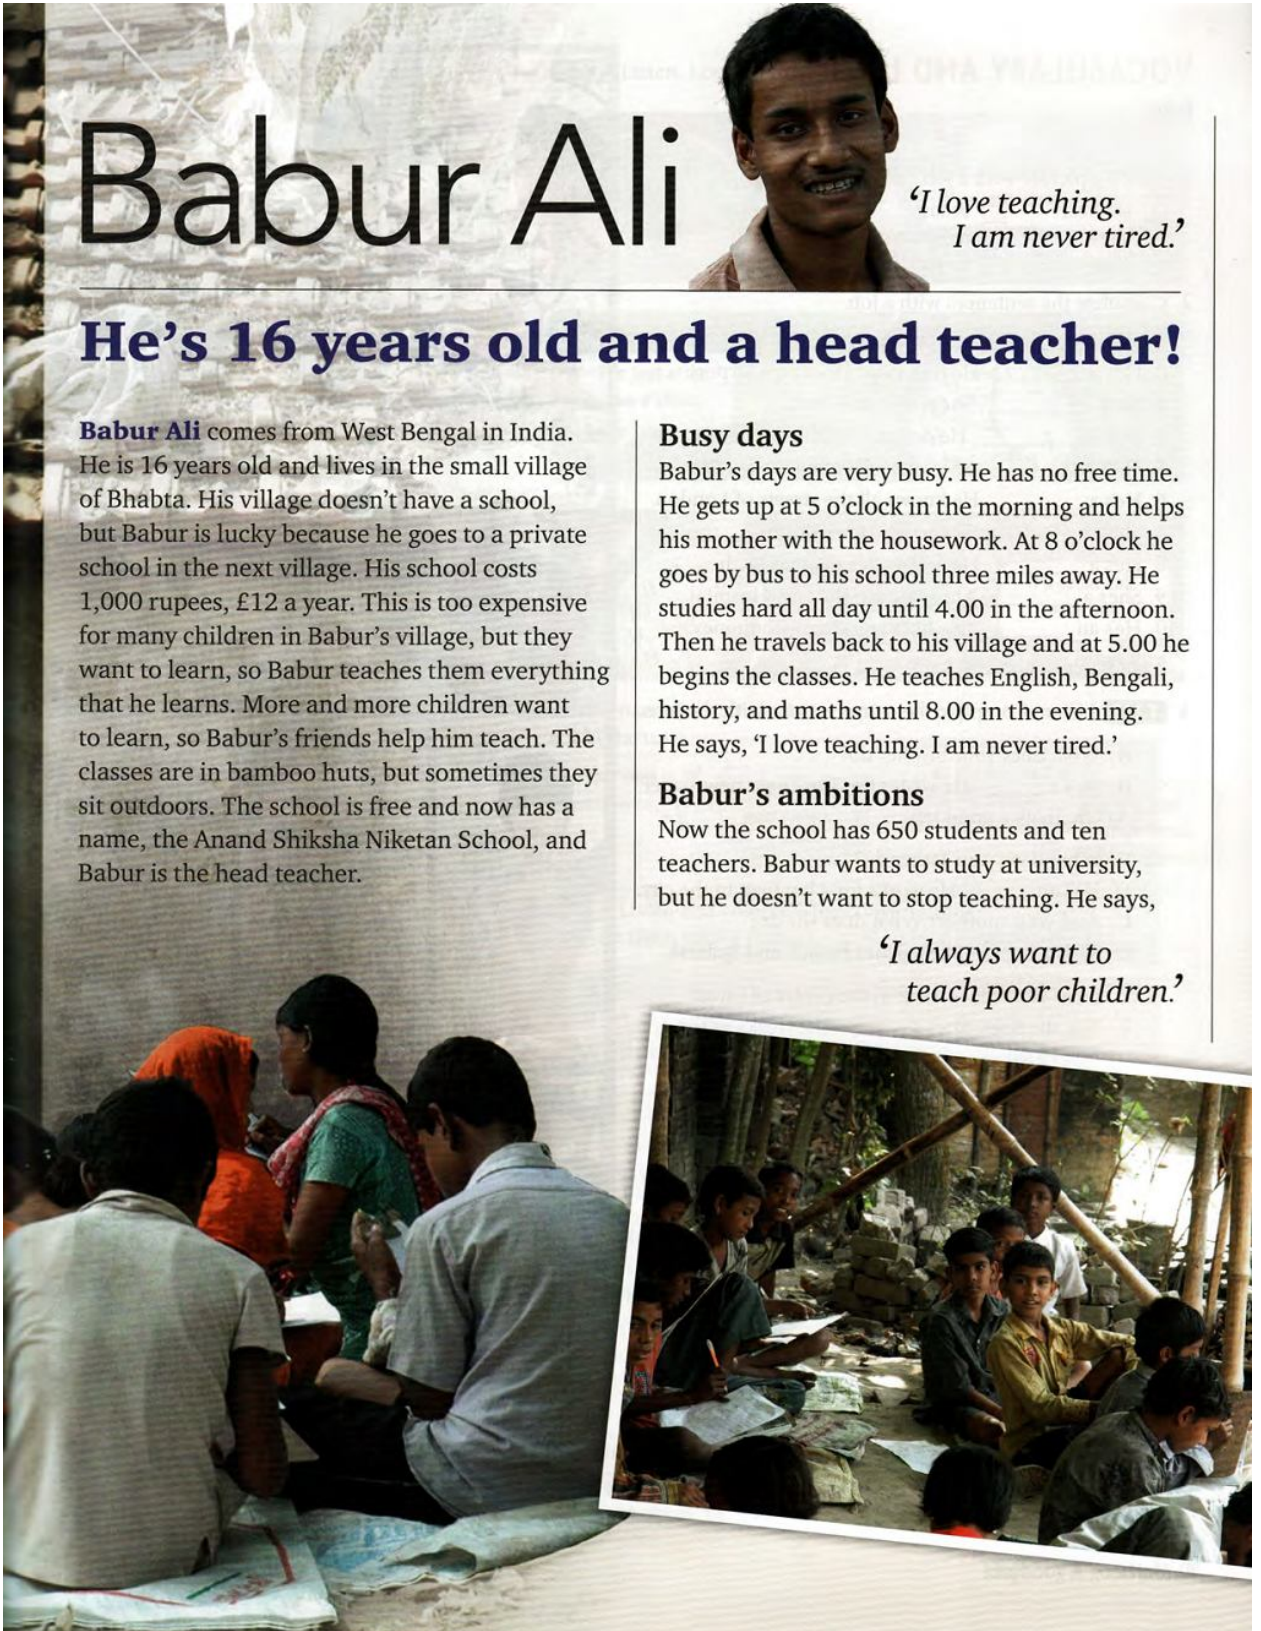 Babur Ali
‘I love teaching.
I am never tired.’
He’s 16 years old and a head teacher!
Babur Ali comes from West Bengal in India.
He is 16 years old and lives in the small village
of Bhabta. His village doesn’t have a school,
but Babur is lucky because he goes to a private
school in the next village. His school costs
1,000 rupees, £12 a year. This is too expensive
for many children in Babur’s village, but they
want to learn, so Babur teaches them everything
that he learns. More and more children want
to learn, so Babur’s friends help him teach. The
classes are in bamboo huts, but sometimes they
sit outdoors. The school is free and now has a
name, the Anand Shiksha Niketan School, and
Babur is the head teacher.
Busy days
Babur’s days are very busy. He has no free time.
He gets up at 5 o’clock in the morning and helps
his mother with the housework. At 8 o’clock he
goes by bus to his school three miles away. He
studies hard all day until 4.00 in the afternoon.
Then he travels back to his village and at 5.00 he
begins the classes. He teaches English, Bengali,
history, and maths until 8.00 in the evening.
He says, ‘I love teaching. I am never tired.’
Babur’s ambitions
Now the school has 650 students and ten
teachers. Babur wants to study at university,
but he doesn’t want to stop teaching. He says,
‘I always want to
teach poor children.’